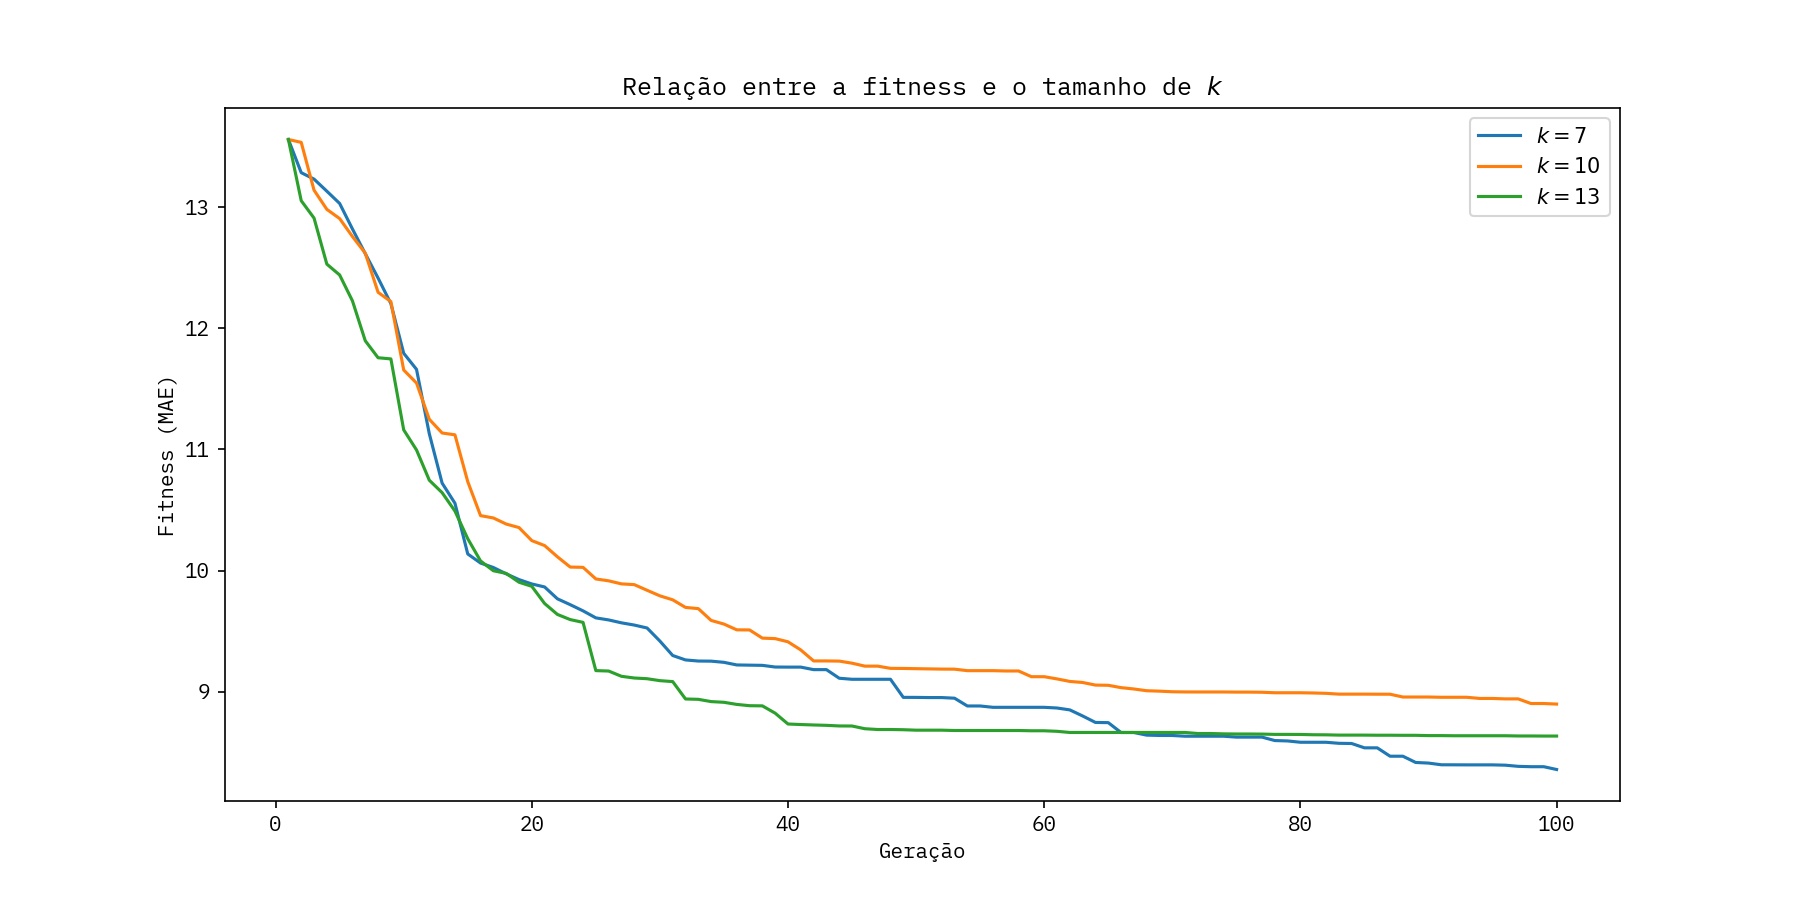 Relação entre a fitness e o tamanho de k
k = 7
k = 10
k = 13
Fitness (MAE)
13
12
11
10
9
0 20 40 60 80 100
Geração